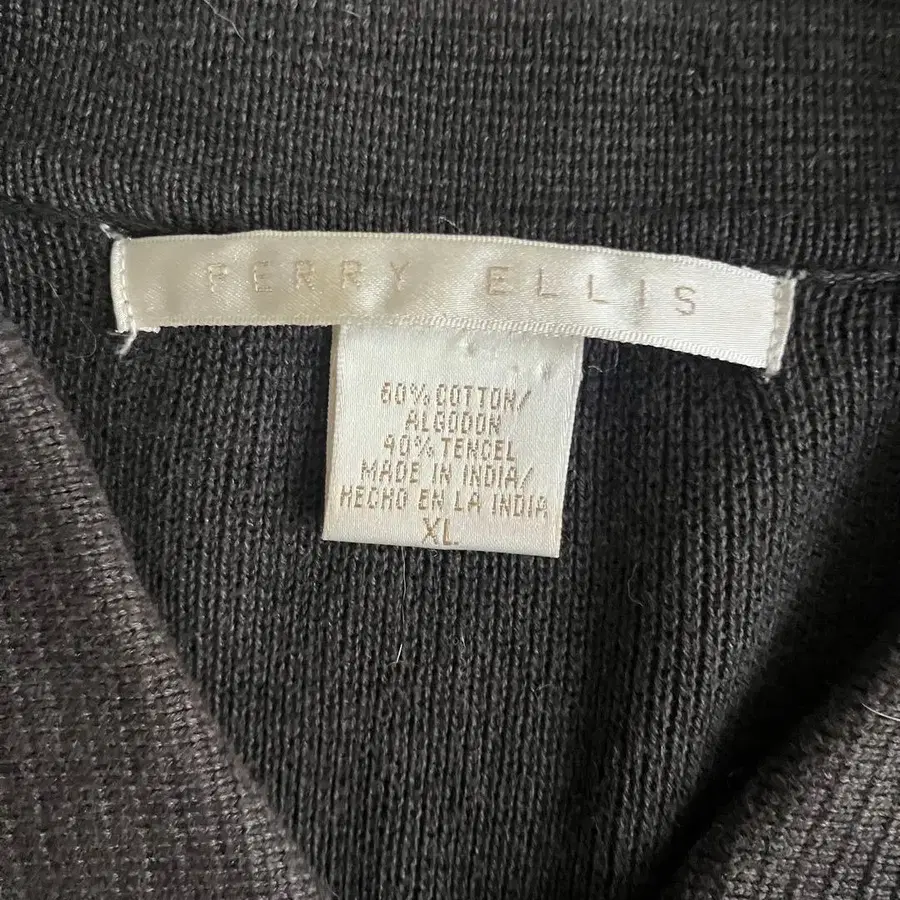 PERRY ELLIS
60% COTTON/
ALGODON
40% TENCEL
MADE IN INDIA/
HECHO EN LA INDIA
XL